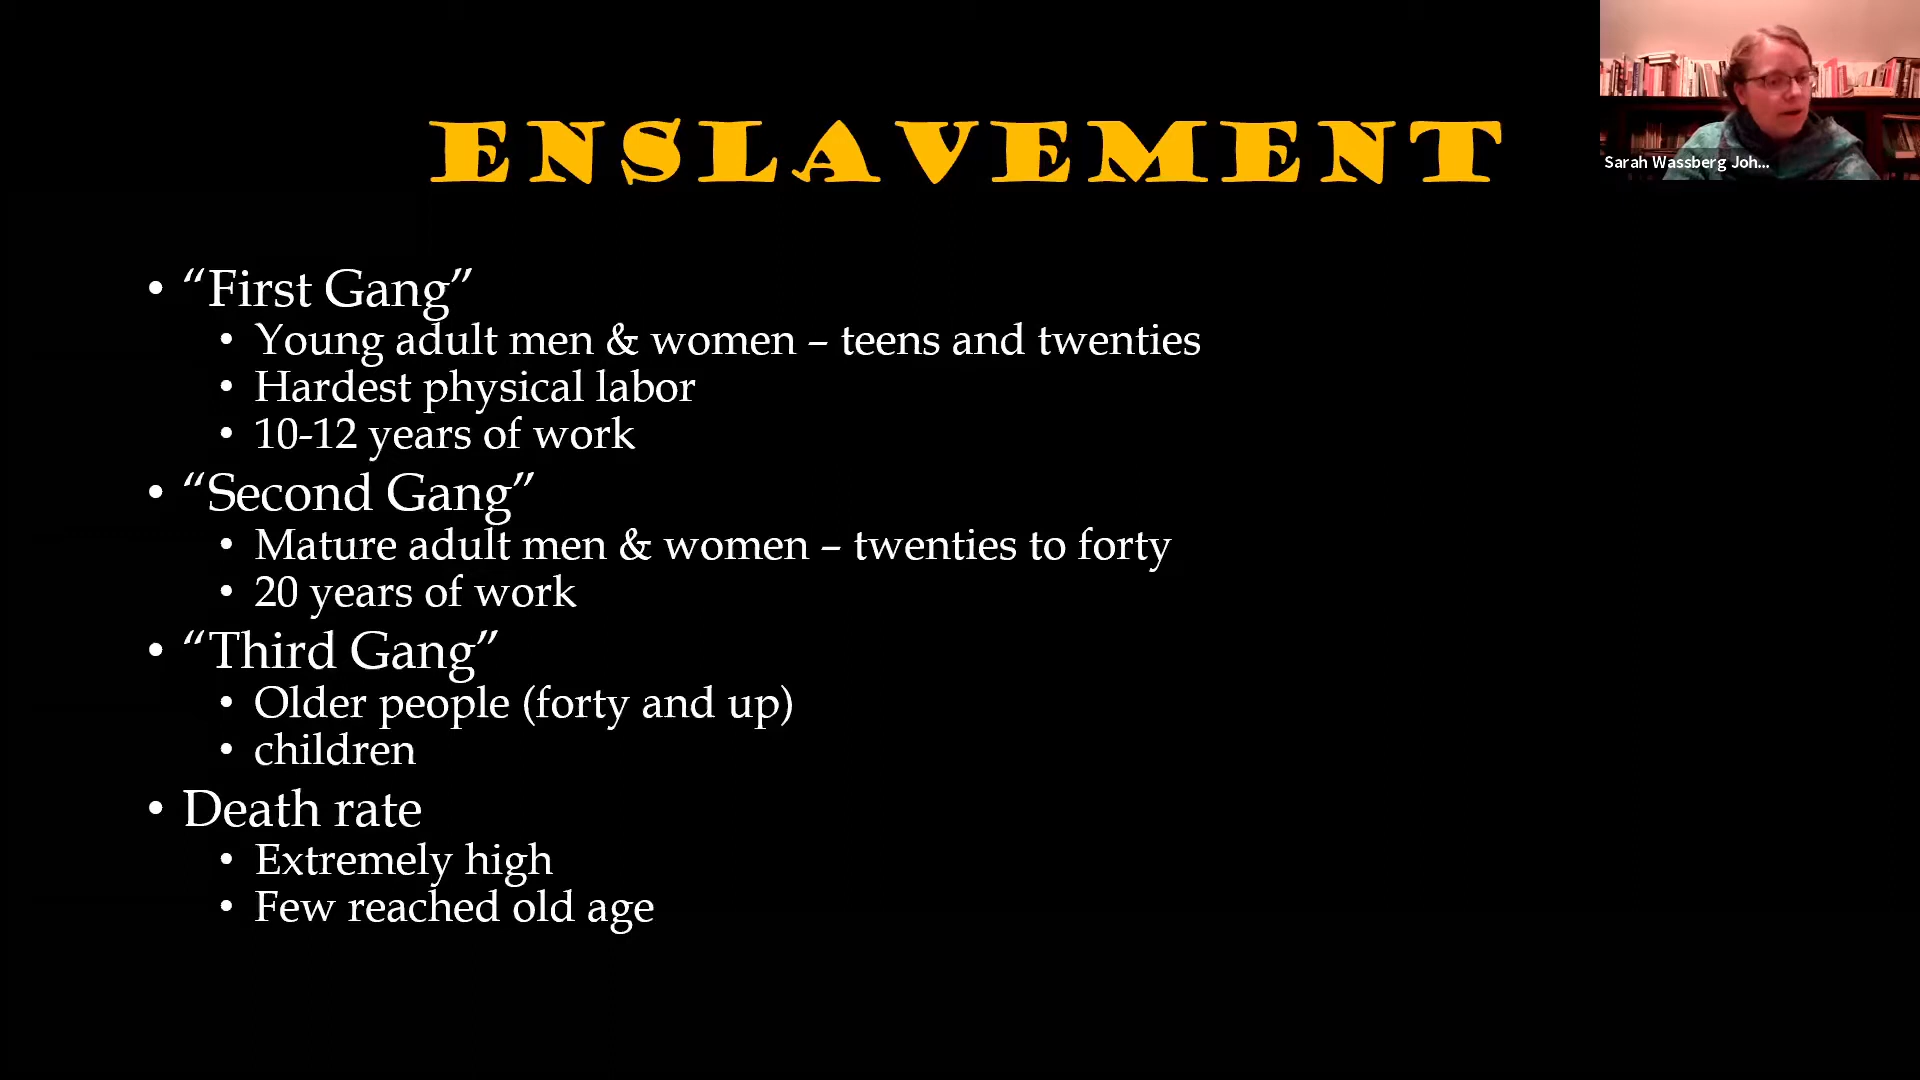 ENSLAVEMENT
Sarah Wassberg Joh...
• “First Gang”
• Young adult men & women – teens and twenties
• Hardest physical labor
• 10-12 years of work
• “Second Gang”
• Mature adult men & women – twenties to forty
• 20 years of work
• “Third Gang”
• Older people (forty and up)
• children
• Death rate
• Extremely high
• Few reached old age